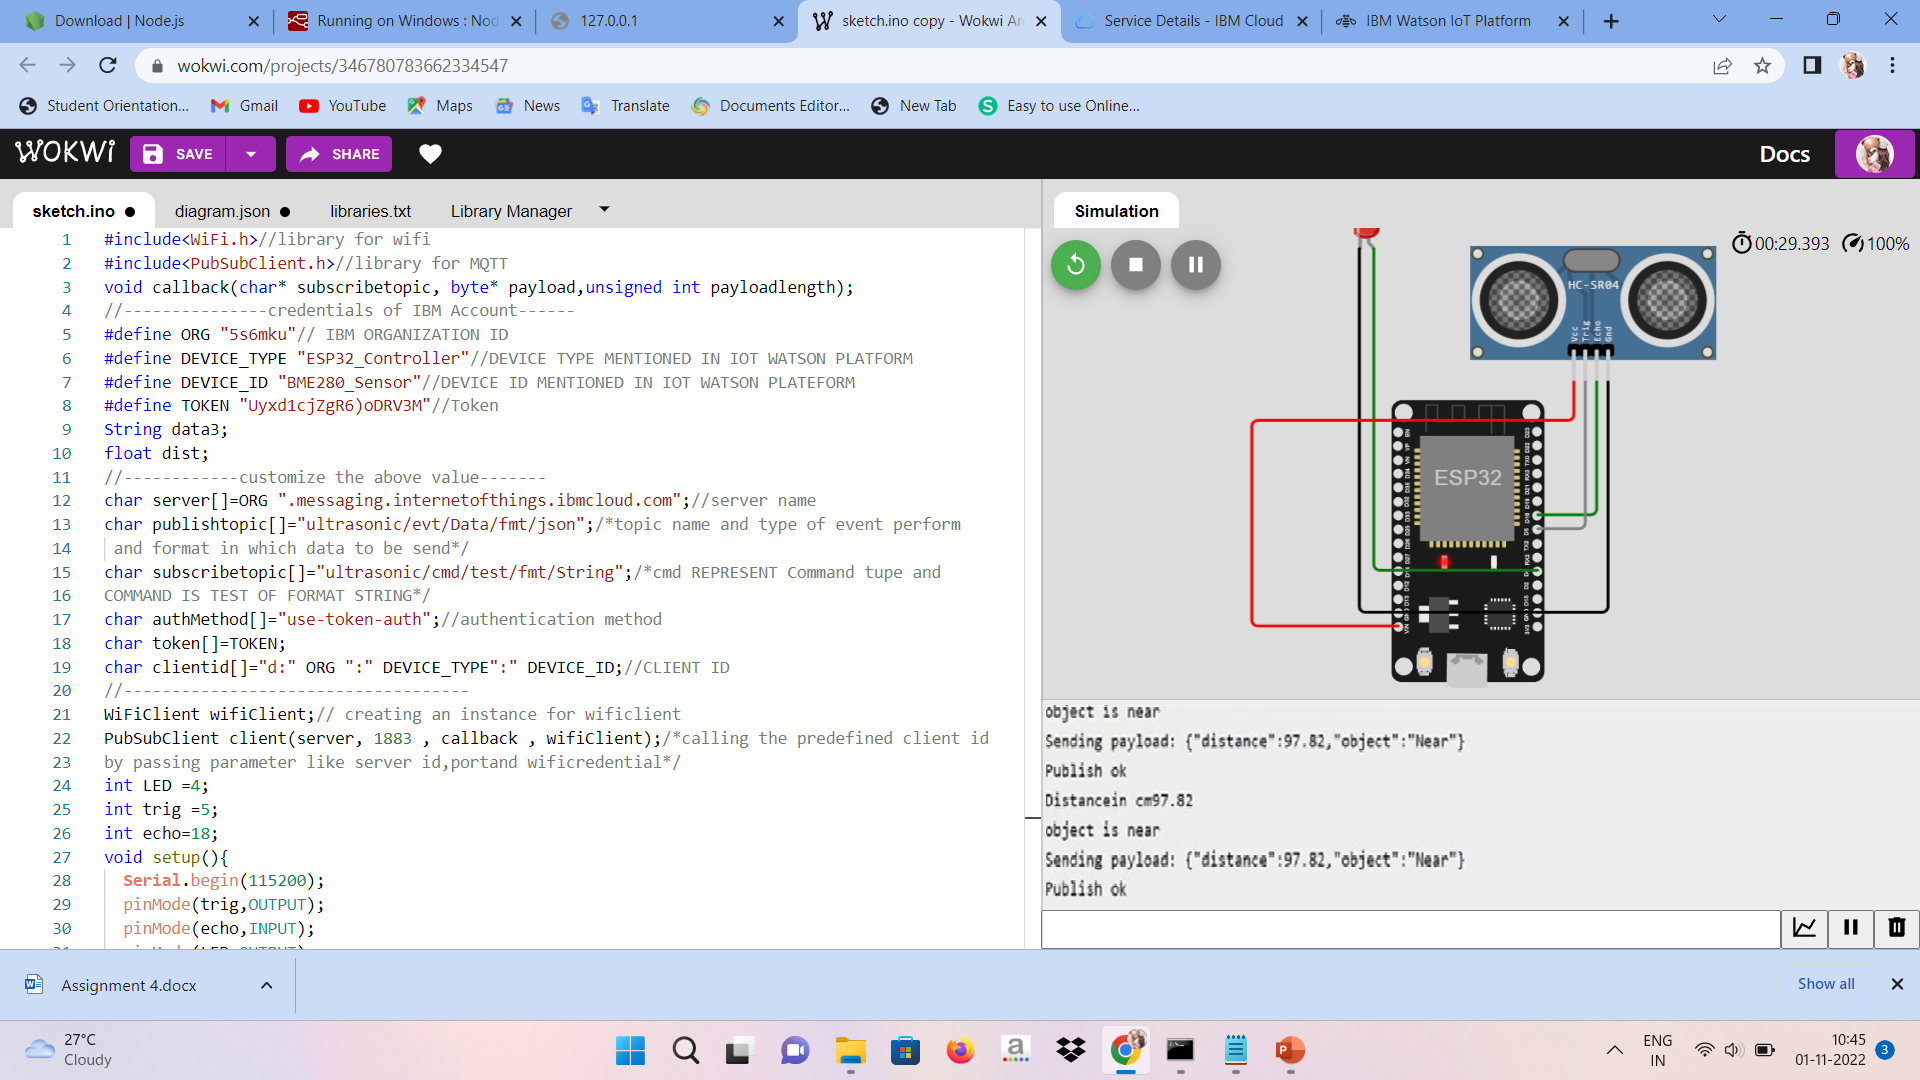 Download | Node.js
Running on Windows : Nod
127.0.0.1
sketch.ino copy - Wokwi Ar
Service Details - IBM Cloud
IBM Watson IoT Platform
wokwi.com/projects/346780783662334547
Student Orientation...
Gmail
YouTube
Maps
News
Translate
Documents Editor...
New Tab
Easy to use Online...
WOKWi
SAVE
SHARE
Docs
sketch.ino
diagram.json
libraries.txt
Library Manager
1 #include<WiFi.h>//library for wifi
2 #include<PubSubClient.h>//library for MQTT
3 void callback(char* subscribetopic, byte* payload,unsigned int payloadlength);
4 //---------------credentials of IBM Account------
5 #define ORG "5s6mku"// IBM ORGANIZATION ID
6 #define DEVICE_TYPE "ESP32_Controller"//DEVICE TYPE MENTIONED IN IOT WATSON PLATFORM
7 #define DEVICE_ID "BME280_Sensor"//DEVICE ID MENTIONED IN IOT WATSON PLATEFORM
8 #define TOKEN "Uyxd1cjZgR6)oDRV3M"//Token
9 String data3;
10 float dist;
11 //------------customize the above value-------
12 char server[]=ORG ".messaging.internetofthings.ibmcloud.com";//server name
13 char publishtopic[]="ultrasonic/evt/Data/fmt/json";/*topic name and type of event perform
14 and format in which data to be send*/
15 char subscribetopic[]="ultrasonic/cmd/test/fmt/String";/*cmd REPRESENT Command tupe and
16 COMMAND IS TEST OF FORMAT STRING*/
17 char authMethod[]="use-token-auth";//authentication method
18 char token[]=TOKEN;
19 char clientid[]="d:" ORG ":" DEVICE_TYPE":" DEVICE_ID;//CLIENT ID
20 //------------------------------------
21 WiFiClient wifiClient;// creating an instance for wificlient
22 PubSubClient client(server, 1883 , callback , wifiClient);/*calling the predefined client id
23 by passing parameter like server id,portand wificredential*/
24 int LED =4;
25 int trig =5;
26 int echo=18;
27 void setup(){
28 Serial.begin(115200);
29 pinMode(trig,OUTPUT);
30 pinMode(echo,INPUT);
Simulation
00:29.393
100%
HC-SR04
Vcc
Trig
Echo
Gnd
ESP32
object is near
Sending payload: {"distance":97.82,"object":"Near"}
Publish ok
Distancein cm97.82
object is near
Sending payload: {"distance":97.82,"object":"Near"}
Publish ok
Assignment 4.docx
Show all
27°C
Cloudy
ENG
IN
10:45
01-11-2022
3